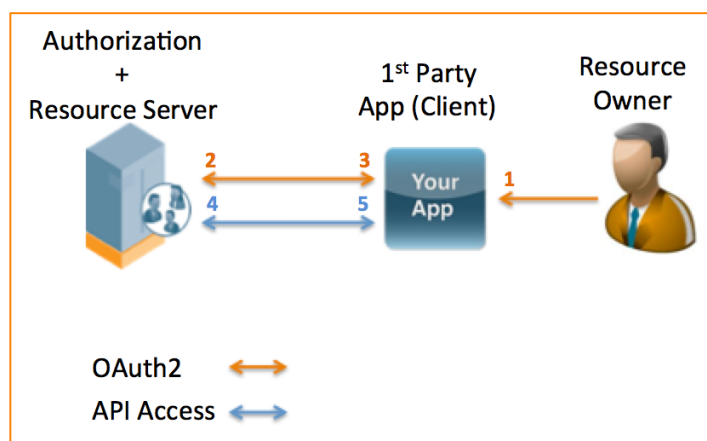 Authorization
+
Resource Server
1st Party
App (Client)
Resource
Owner
2
3
1
4
5
Your
App
OAuth2
API Access